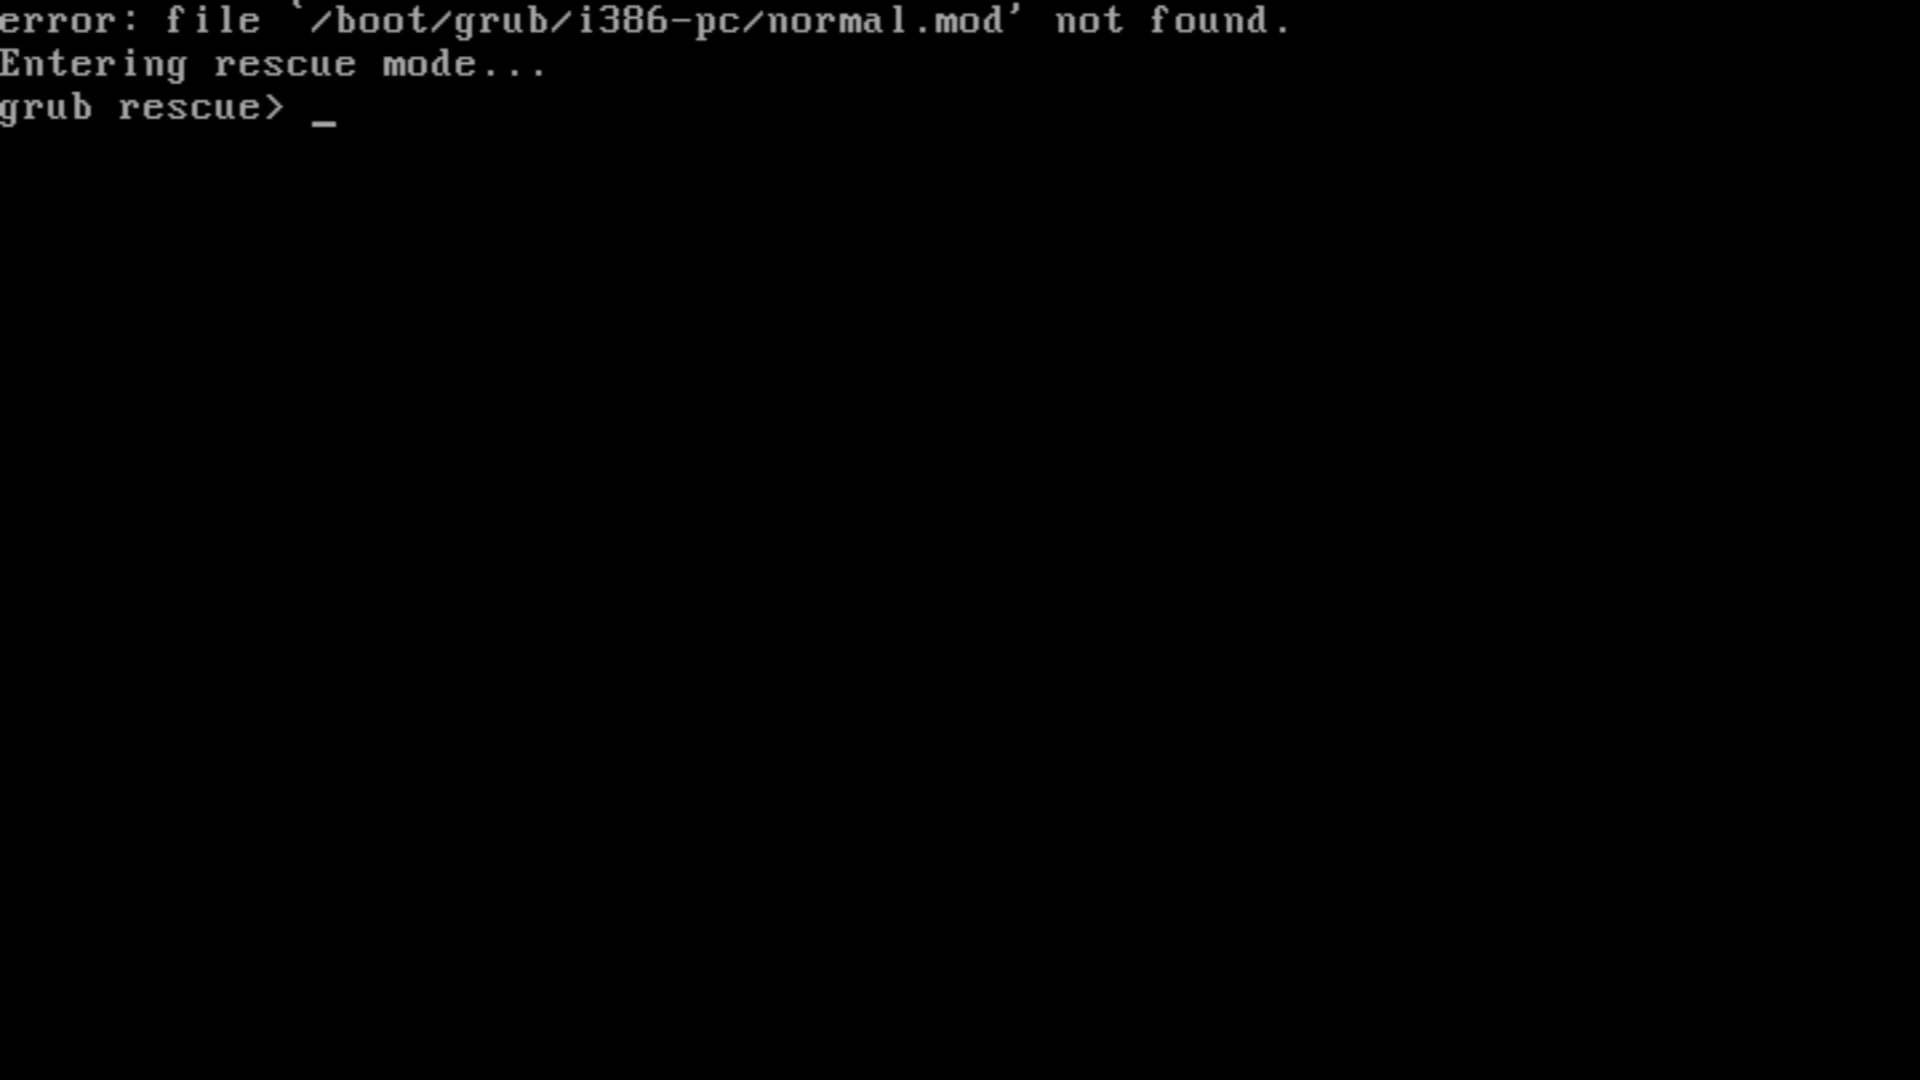 error: file `/boot/grub/i386-pc/normal.mod' not found.
Entering rescue mode...
grub rescue> _